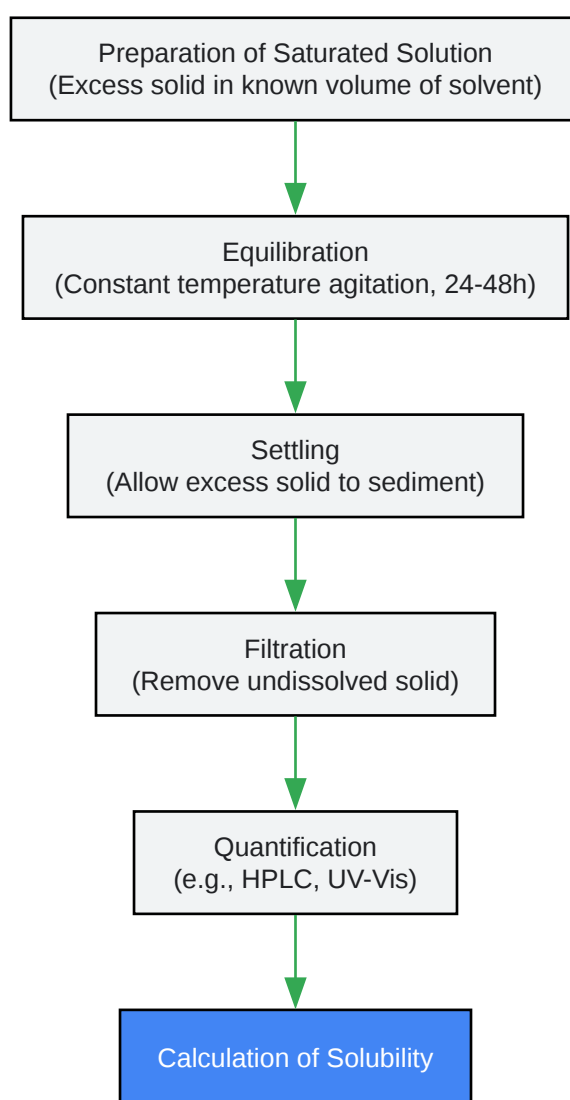 Preparation of Saturated Solution
(Excess solid in known volume of solvent)
Equilibration
(Constant temperature agitation, 24-48h)
Settling
(Allow excess solid to sediment)
Filtration
(Remove undissolved solid)
Quantification
(e.g., HPLC, UV-Vis)
Calculation of Solubility